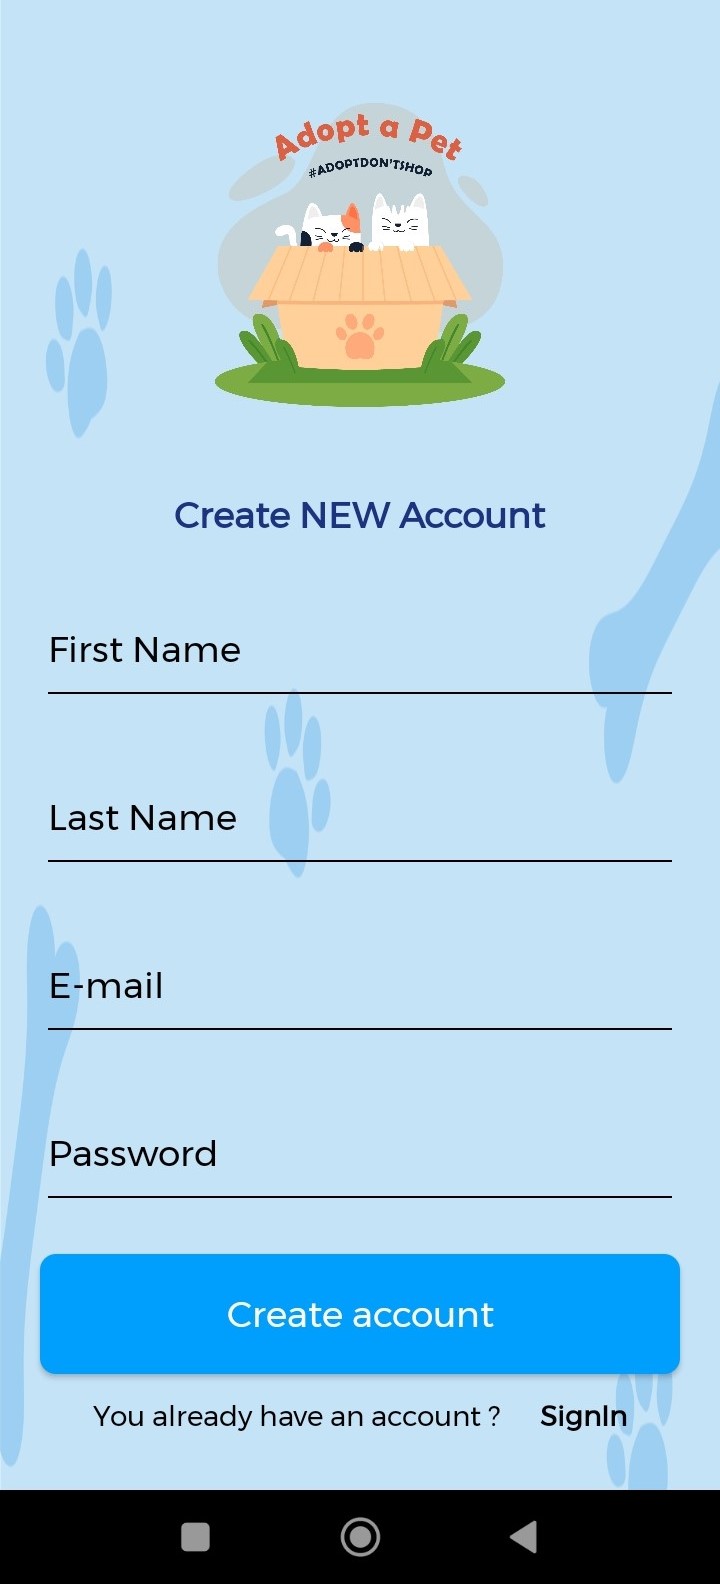 Adopt a Pet
#ADOPTDON'TSHOP
Create NEW Account
First Name
Last Name
E-mail
Password
Create account
You already have an account ? SignIn